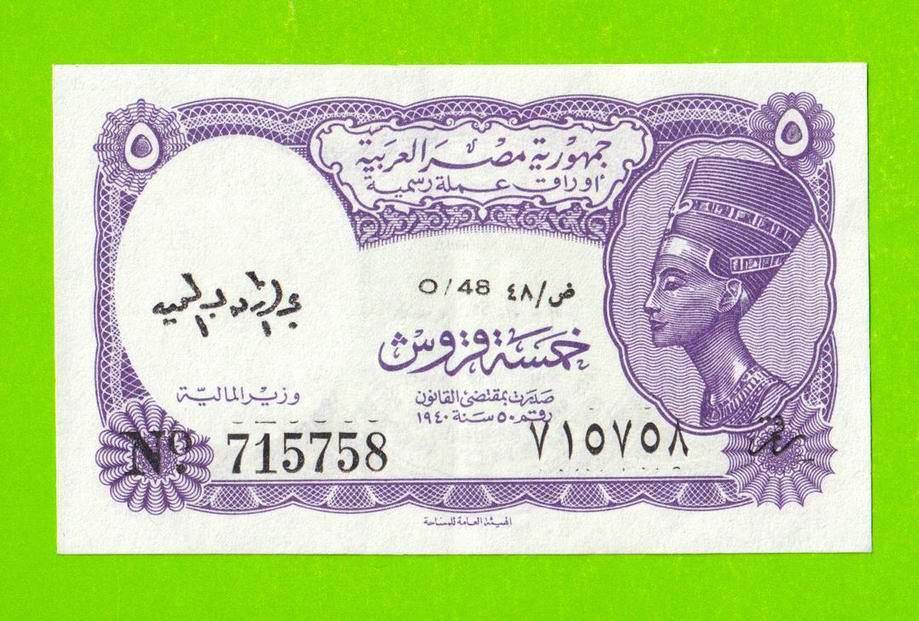 ٥ ٥
جمهورية مصر العربية
أوراق عملة رسمية
O/48 ض/٤٨
خمسة قروش
وزير المالية
صدرت بمقتضى القانون
رقم ٥٠ سنة ١٩٤٠
Nº 715758 ٧١٥٧٥٨ رقم
الهيئة العامة للمساحة